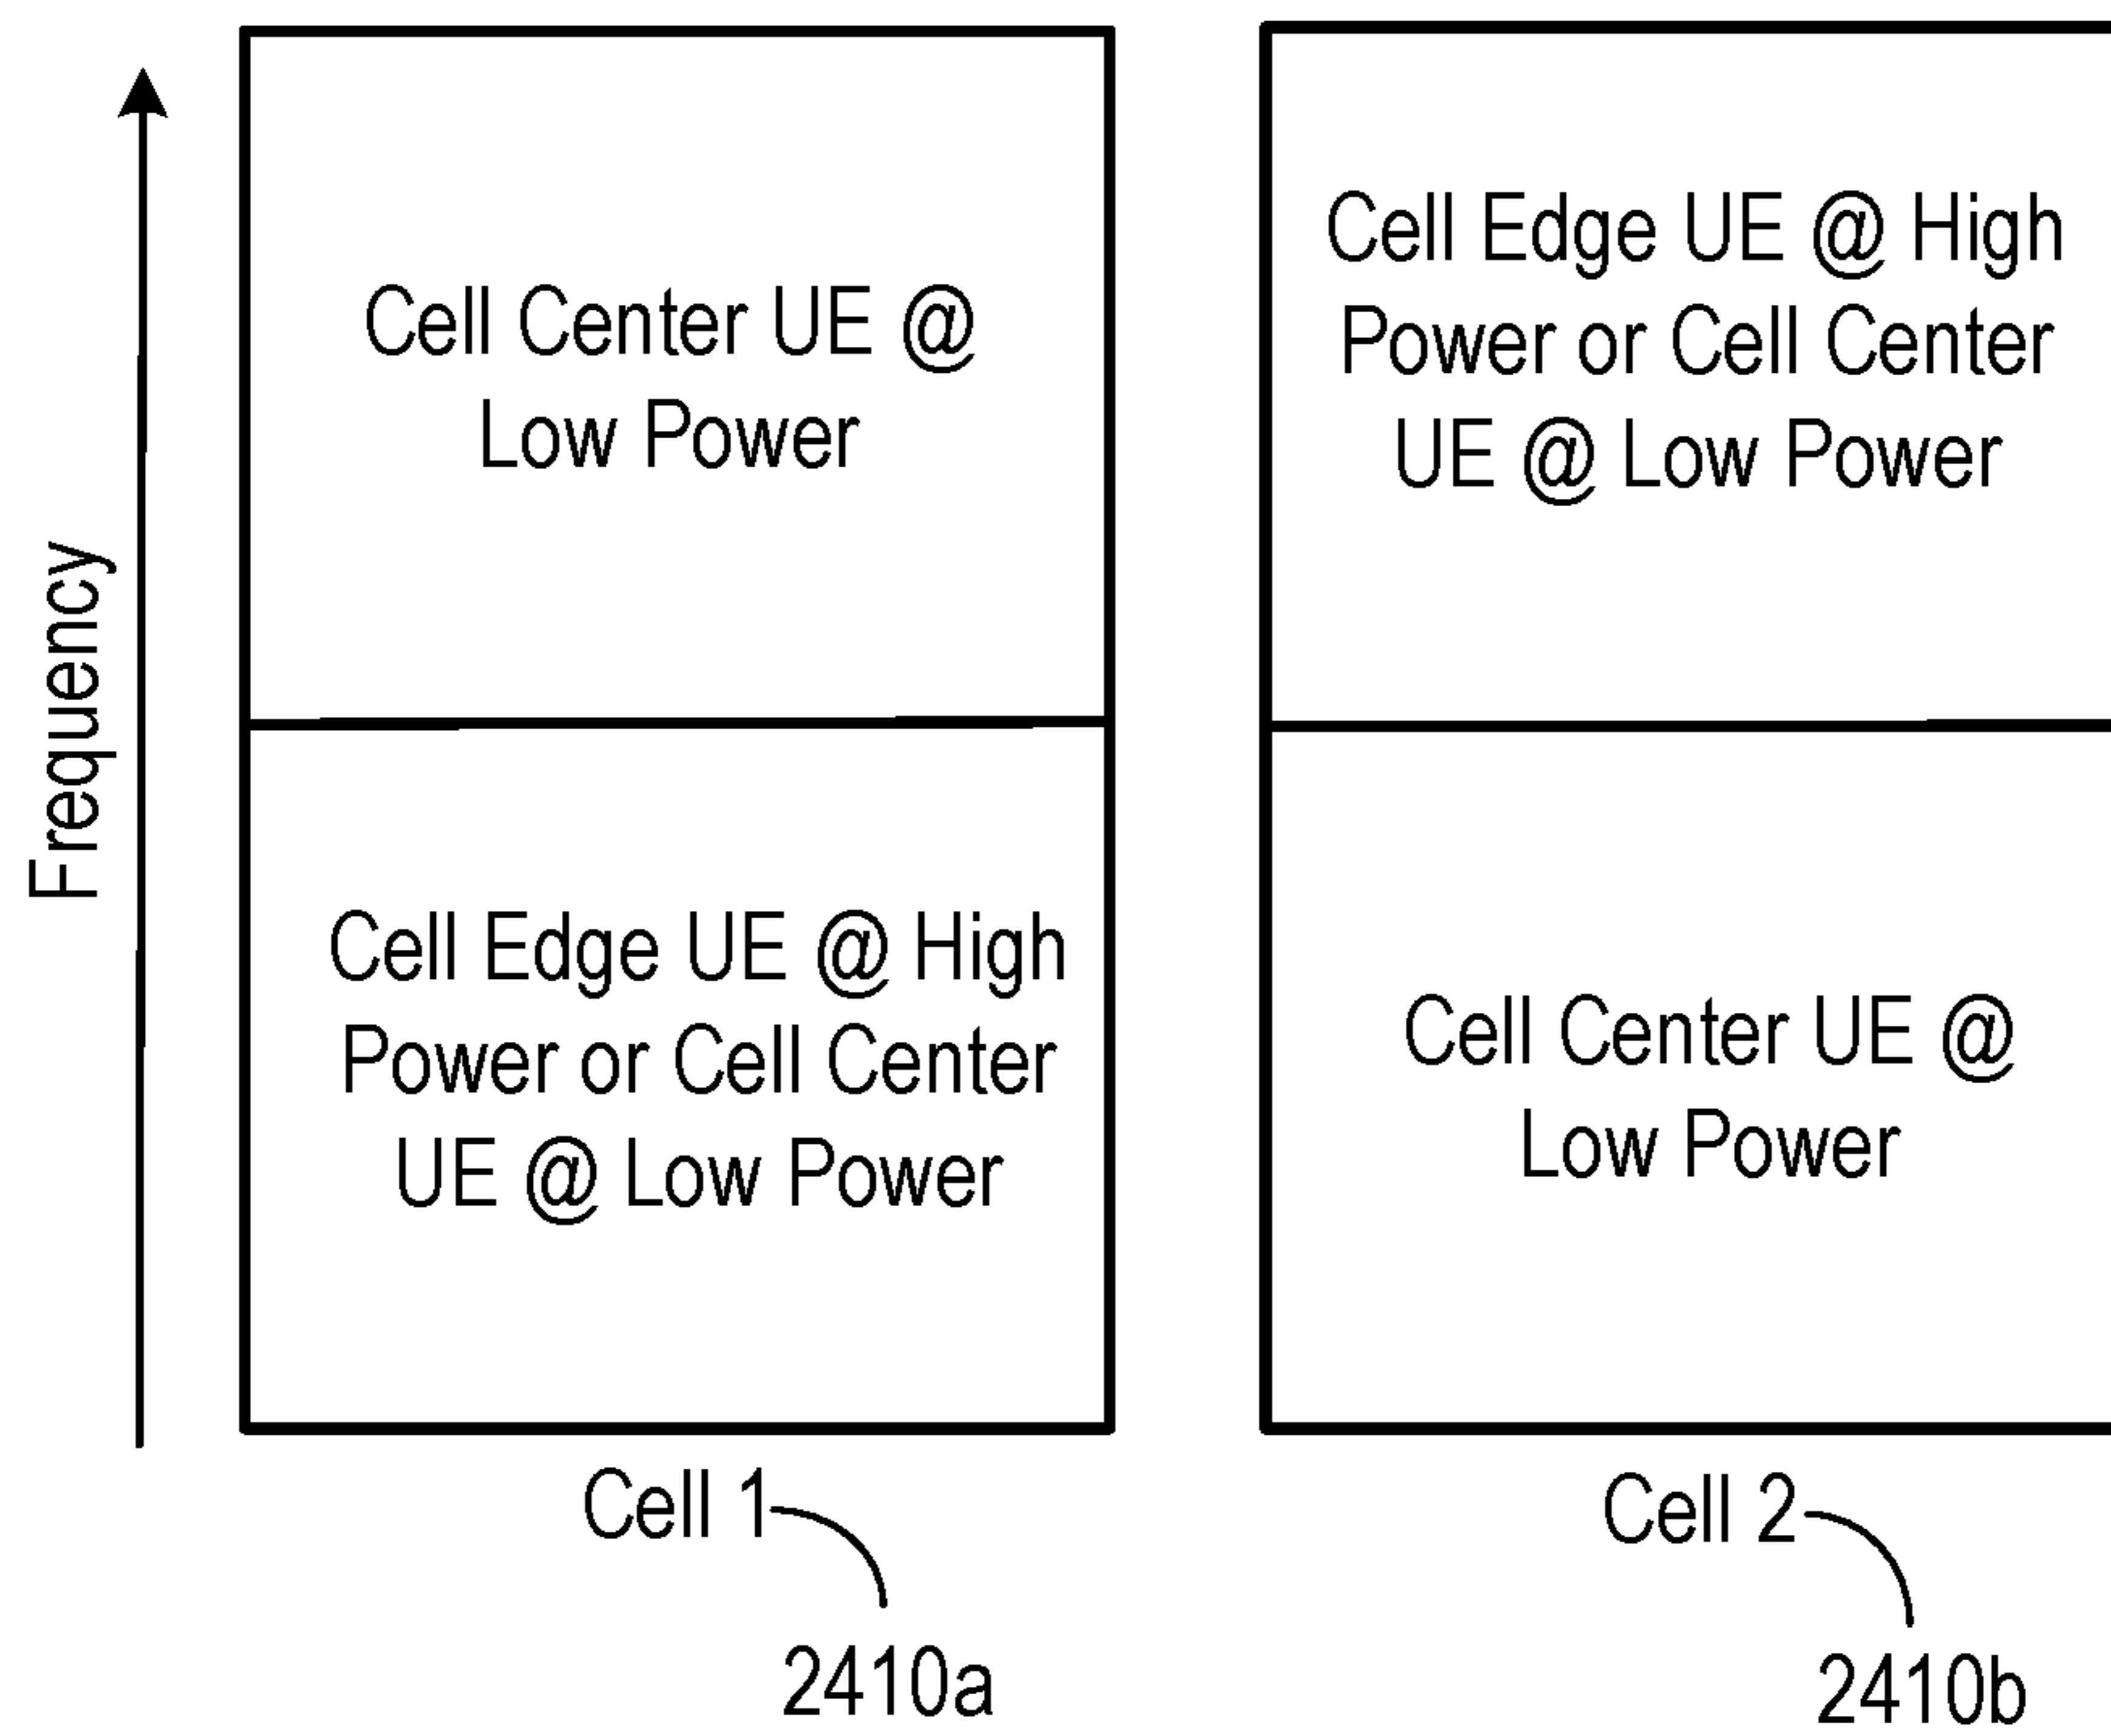 Frequency
Cell Center UE @
Low Power
Cell Edge UE @ High
Power or Cell Center
UE @ Low Power
Cell 1
2410a
Cell Edge UE @ High
Power or Cell Center
UE @ Low Power
Cell Center UE @
Low Power
Cell 2
2410b